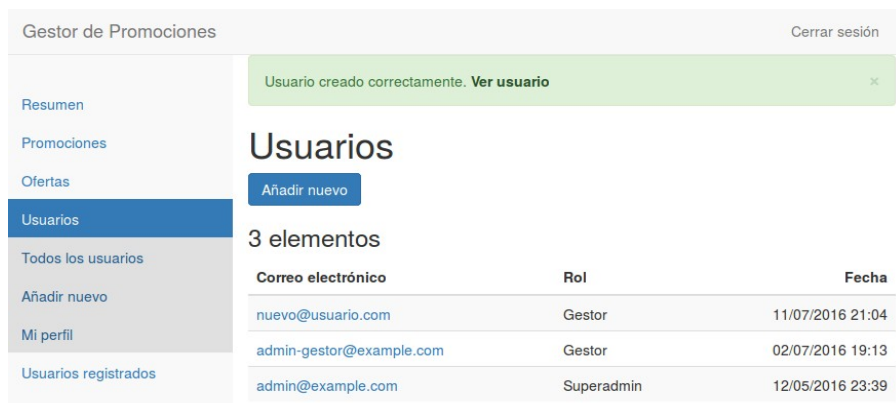 Gestor de Promociones
Cerrar sesión
Resumen
Promociones
Ofertas
Usuarios
Todos los usuarios
Añadir nuevo
Mi perfil
Usuarios registrados
Usuario creado correctamente. Ver usuario ×
Usuarios
Añadir nuevo
3 elementos
Correo electrónico Rol Fecha
nuevo@usuario.com Gestor 11/07/2016 21:04
admin-gestor@example.com Gestor 02/07/2016 19:13
admin@example.com Superadmin 12/05/2016 23:39